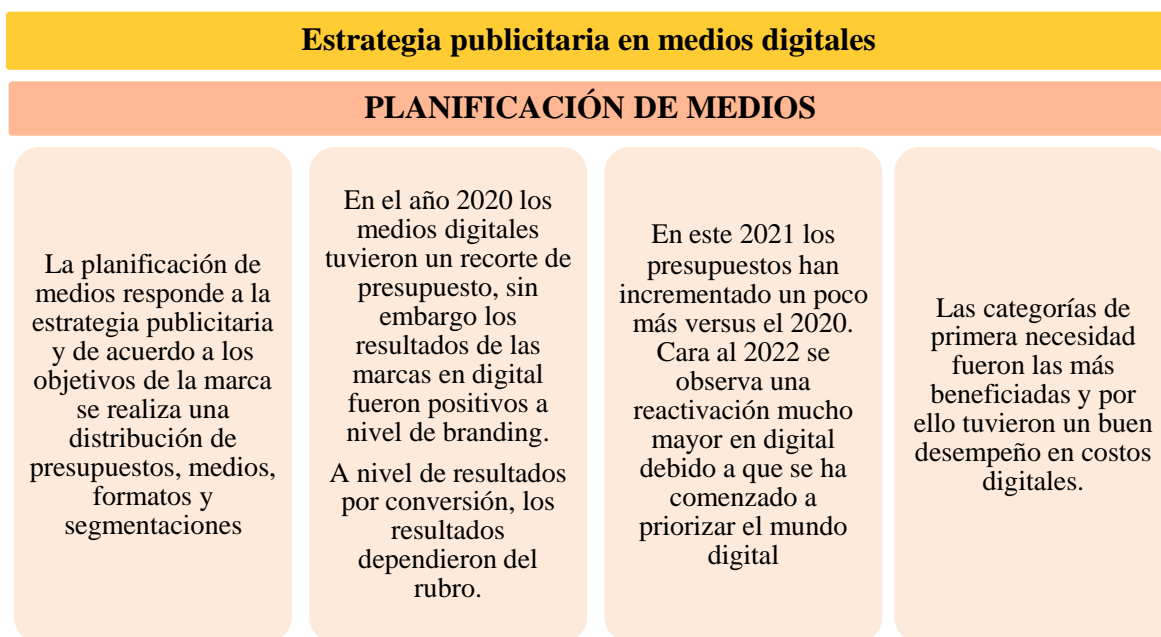 Estrategia publicitaria en medios digitales
PLANIFICACIÓN DE MEDIOS
La planificación de
medios responde a la
estrategia publicitaria
y de acuerdo a los
objetivos de la marca
se realiza una
distribución de
presupuestos, medios,
formatos y
segmentaciones
En el año 2020 los
medios digitales
tuvieron un recorte de
presupuesto, sin
embargo los
resultados de las
marcas en digital
fueron positivos a
nivel de branding.
A nivel de resultados
por conversión, los
resultados
dependieron del
rubro.
En este 2021 los
presupuestos han
incrementado un poco
más versus el 2020.
Cara al 2022 se
observa una
reactivación mucho
mayor en digital
debido a que se ha
comenzado a
priorizar el mundo
digital
Las categorías de
primera necesidad
fueron las más
beneficiadas y por
ello tuvieron un buen
desempeño en costos
digitales.